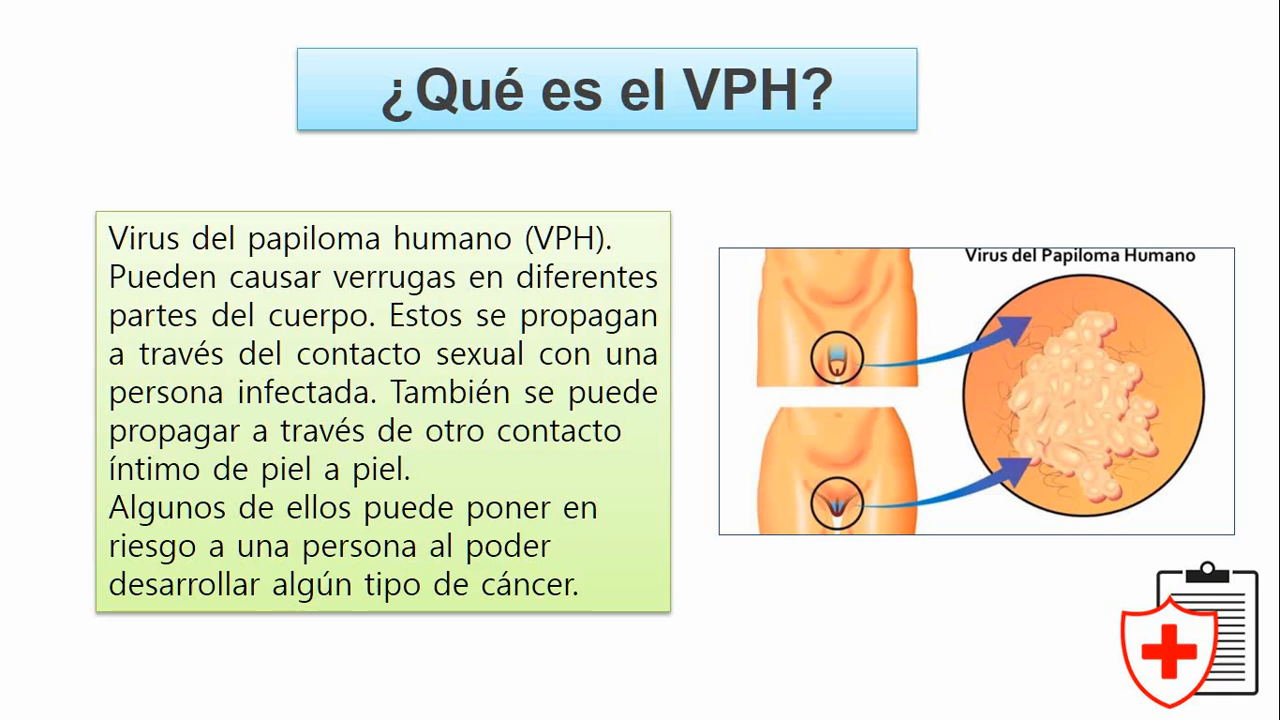 ¿Qué es el VPH?
Virus del papiloma humano (VPH).
Pueden causar verrugas en diferentes
partes del cuerpo. Estos se propagan
a través del contacto sexual con una
persona infectada. También se puede
propagar a través de otro contacto
íntimo de piel a piel.
Algunos de ellos puede poner en
riesgo a una persona al poder
desarrollar algún tipo de cáncer.
Virus del Papiloma Humano